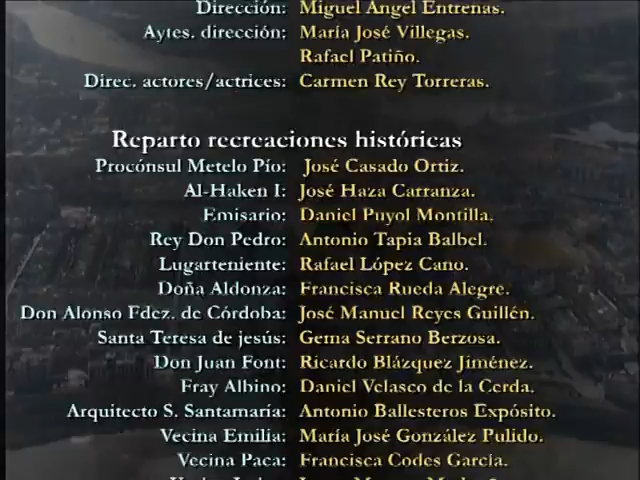 Dirección: Miguel Ángel Entrenas.
Aytes. dirección: María José Villegas.
Rafael Patiño.
Direc. actores/actrices: Carmen Rey Torreras.
Reparto recreaciones históricas
Procónsul Metelo Pío: José Casado Ortiz.
Al-Haken I: José Haza Carranza.
Emisario: Daniel Puyol Montilla.
Rey Don Pedro: Antonio Tapia Balbel.
Lugarteniente: Rafael López Cano.
Doña Aldonza: Francisca Rueda Alegre.
Don Alonso Fdez. de Córdoba: José Manuel Reyes Guillén.
Santa Teresa de jesús: Gema Serrano Berzosa.
Don Juan Font: Ricardo Blázquez Jiménez.
Fray Albino: Daniel Velasco de la Cerda.
Arquitecto S. Santamaría: Antonio Ballesteros Expósito.
Vecina Emilia: María José González Pulido.
Vecina Paca: Francisca Codes García.